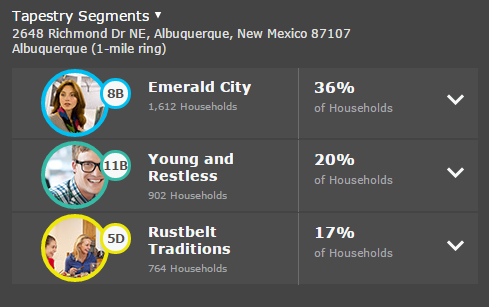 Tapestry Segments ▼
2648 Richmond Dr NE, Albuquerque, New Mexico 87107
Albuquerque (1-mile ring)
8B
Emerald City
1,612 Households
36%
of Households
11B
Young and
Restless
902 Households
20%
of Households
5D
Rustbelt
Traditions
764 Households
17%
of Households